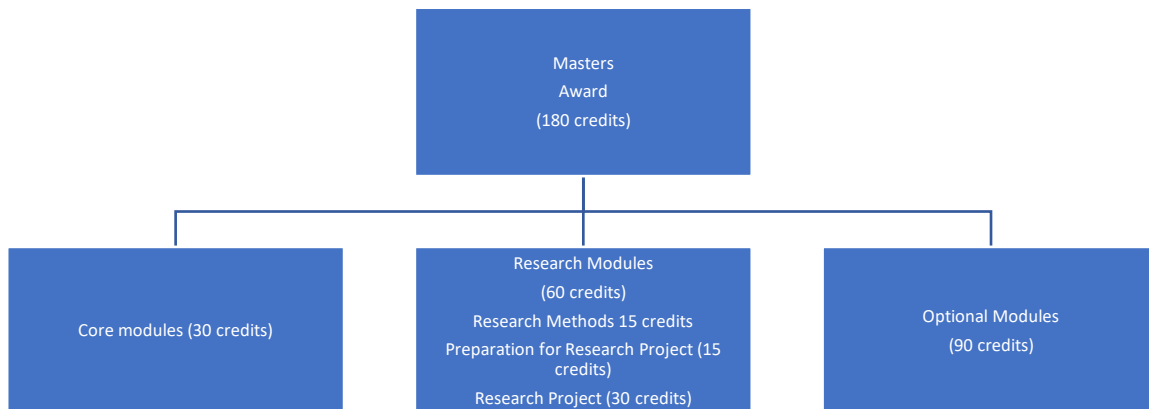 Masters
Award
(180 credits)
Core modules (30 credits)
Research Modules
(60 credits)
Research Methods 15 credits
Preparation for Research Project (15
credits)
Research Project (30 credits)
Optional Modules
(90 credits)